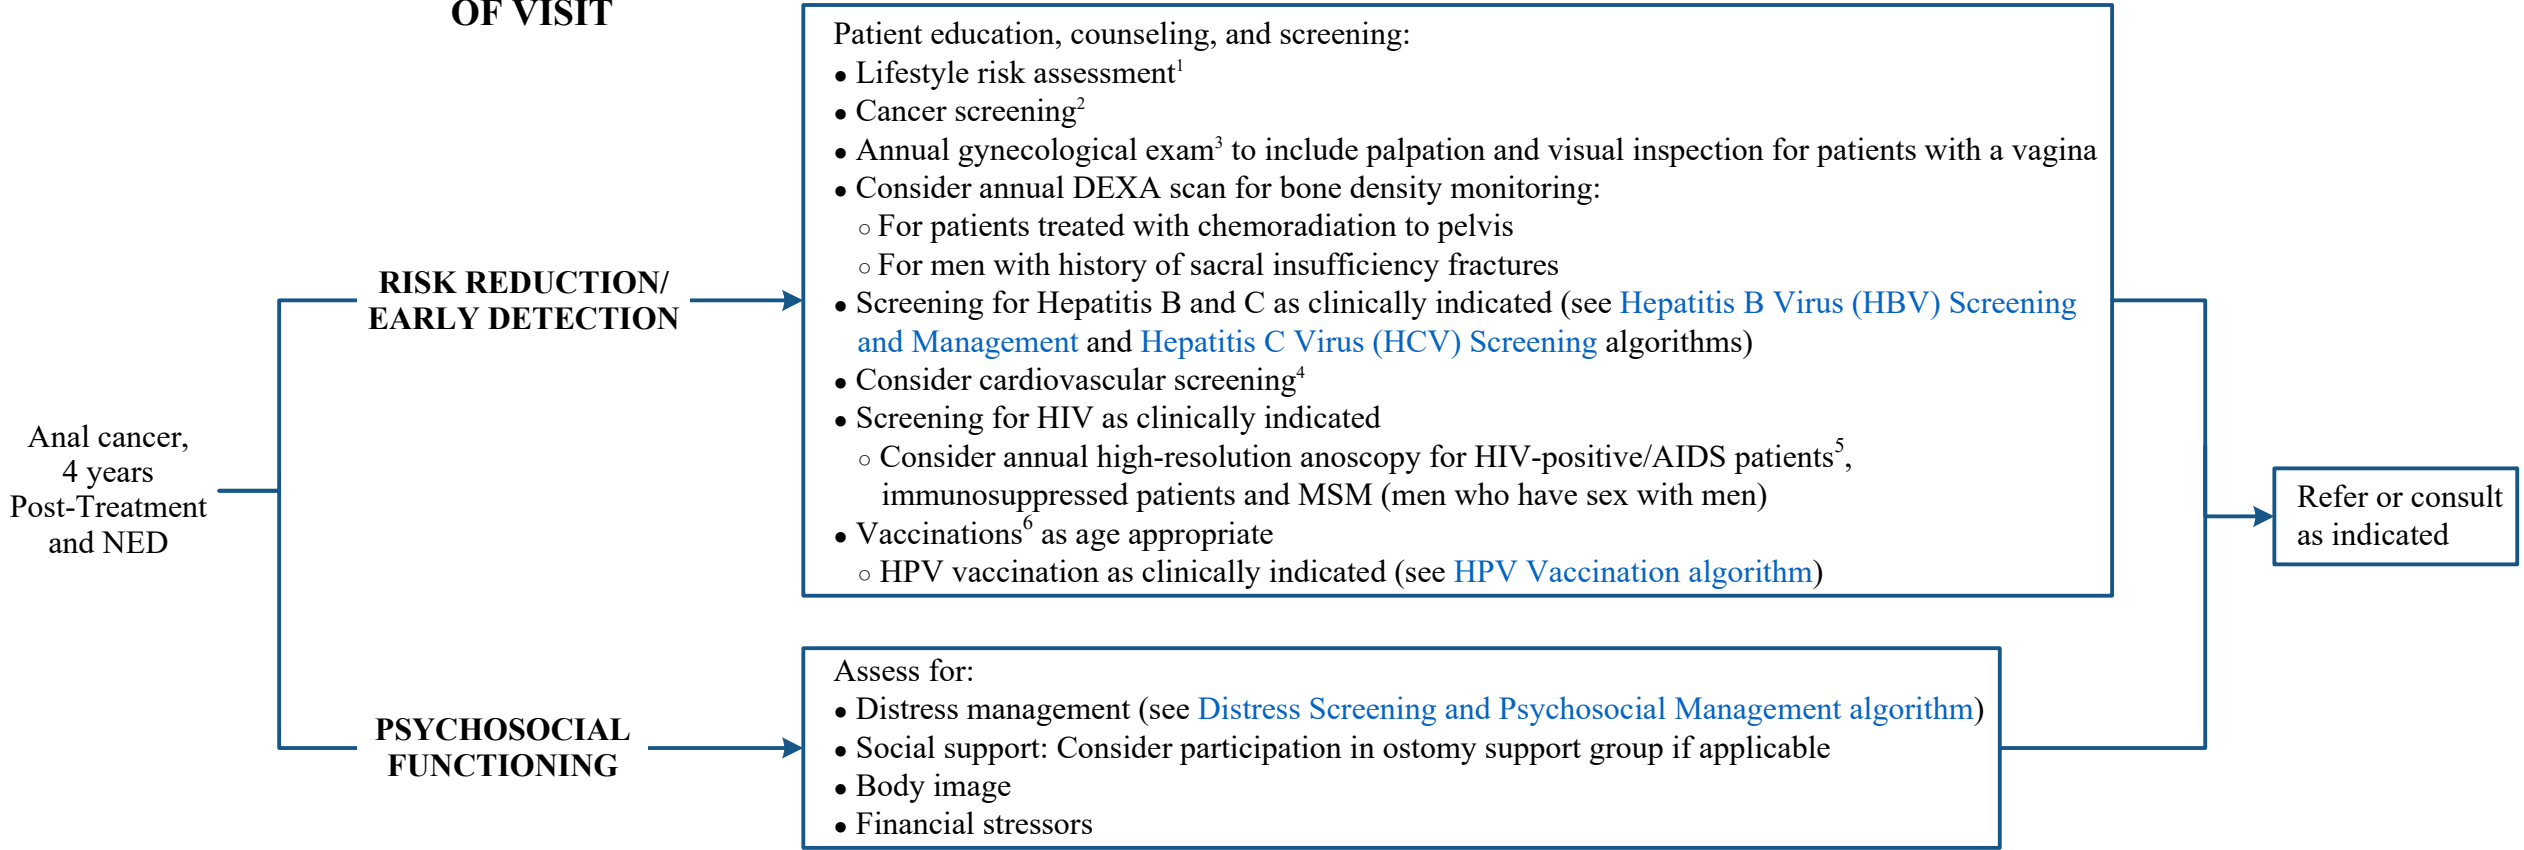 OF VISIT
Patient education, counseling, and screening:
● Lifestyle risk assessment¹
● Cancer screening²
● Annual gynecological exam³ to include palpation and visual inspection for patients with a vagina
● Consider annual DEXA scan for bone density monitoring:
○ For patients treated with chemoradiation to pelvis
○ For men with history of sacral insufficiency fractures
● Screening for Hepatitis B and C as clinically indicated (see Hepatitis B Virus (HBV) Screening
and Management and Hepatitis C Virus (HCV) Screening algorithms)
● Consider cardiovascular screening⁴
● Screening for HIV as clinically indicated
○ Consider annual high-resolution anoscopy for HIV-positive/AIDS patients⁵,
immunosuppressed patients and MSM (men who have sex with men)
● Vaccinations⁶ as age appropriate
○ HPV vaccination as clinically indicated (see HPV Vaccination algorithm)
RISK REDUCTION/
EARLY DETECTION
Anal cancer,
4 years
Post-Treatment
and NED
Refer or consult
as indicated
PSYCHOSOCIAL
FUNCTIONING
Assess for:
● Distress management (see Distress Screening and Psychosocial Management algorithm)
● Social support: Consider participation in ostomy support group if applicable
● Body image
● Financial stressors